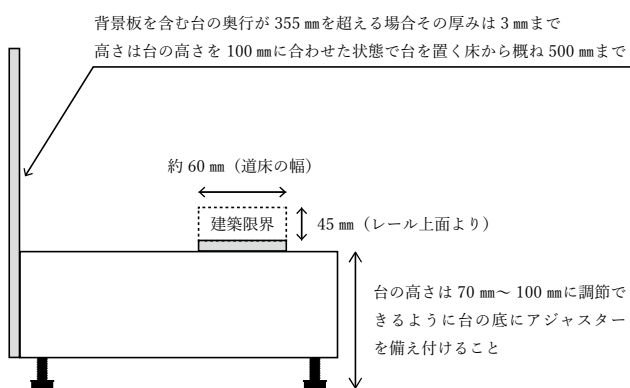 背景板を含む台の奥行が 355 ㎜を超える場合その厚みは 3 ㎜まで
高さは台の高さを 100 ㎜に合わせた状態で台を置く床から概ね 500 ㎜まで
約 60 ㎜（道床の幅）
建築限界
45 ㎜（レール上面より）
台の高さは 70 ㎜〜 100 ㎜に調節で
きるように台の底にアジャスター
を備え付けること